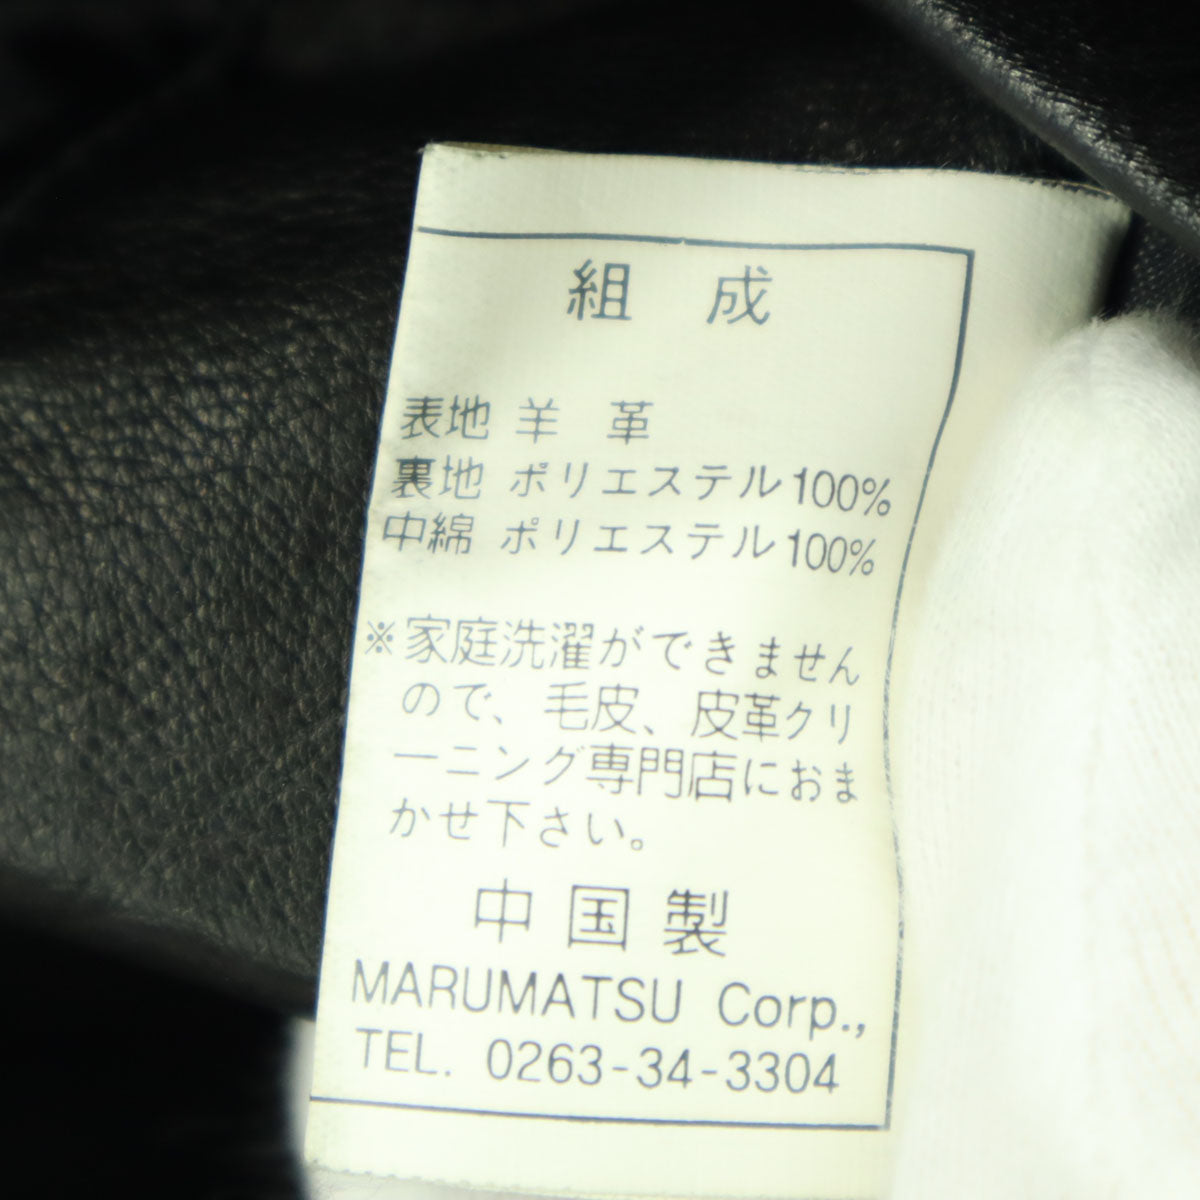 組 成
表地 羊 革
裏地 ポリエステル100%
中綿 ポリエステル100%
※家庭洗濯ができません
ので、毛皮、皮革クリ
ーニング専門店におま
かせ下さい。
中国製
MARUMATSU Corp.,
TEL. 0263-34-3304